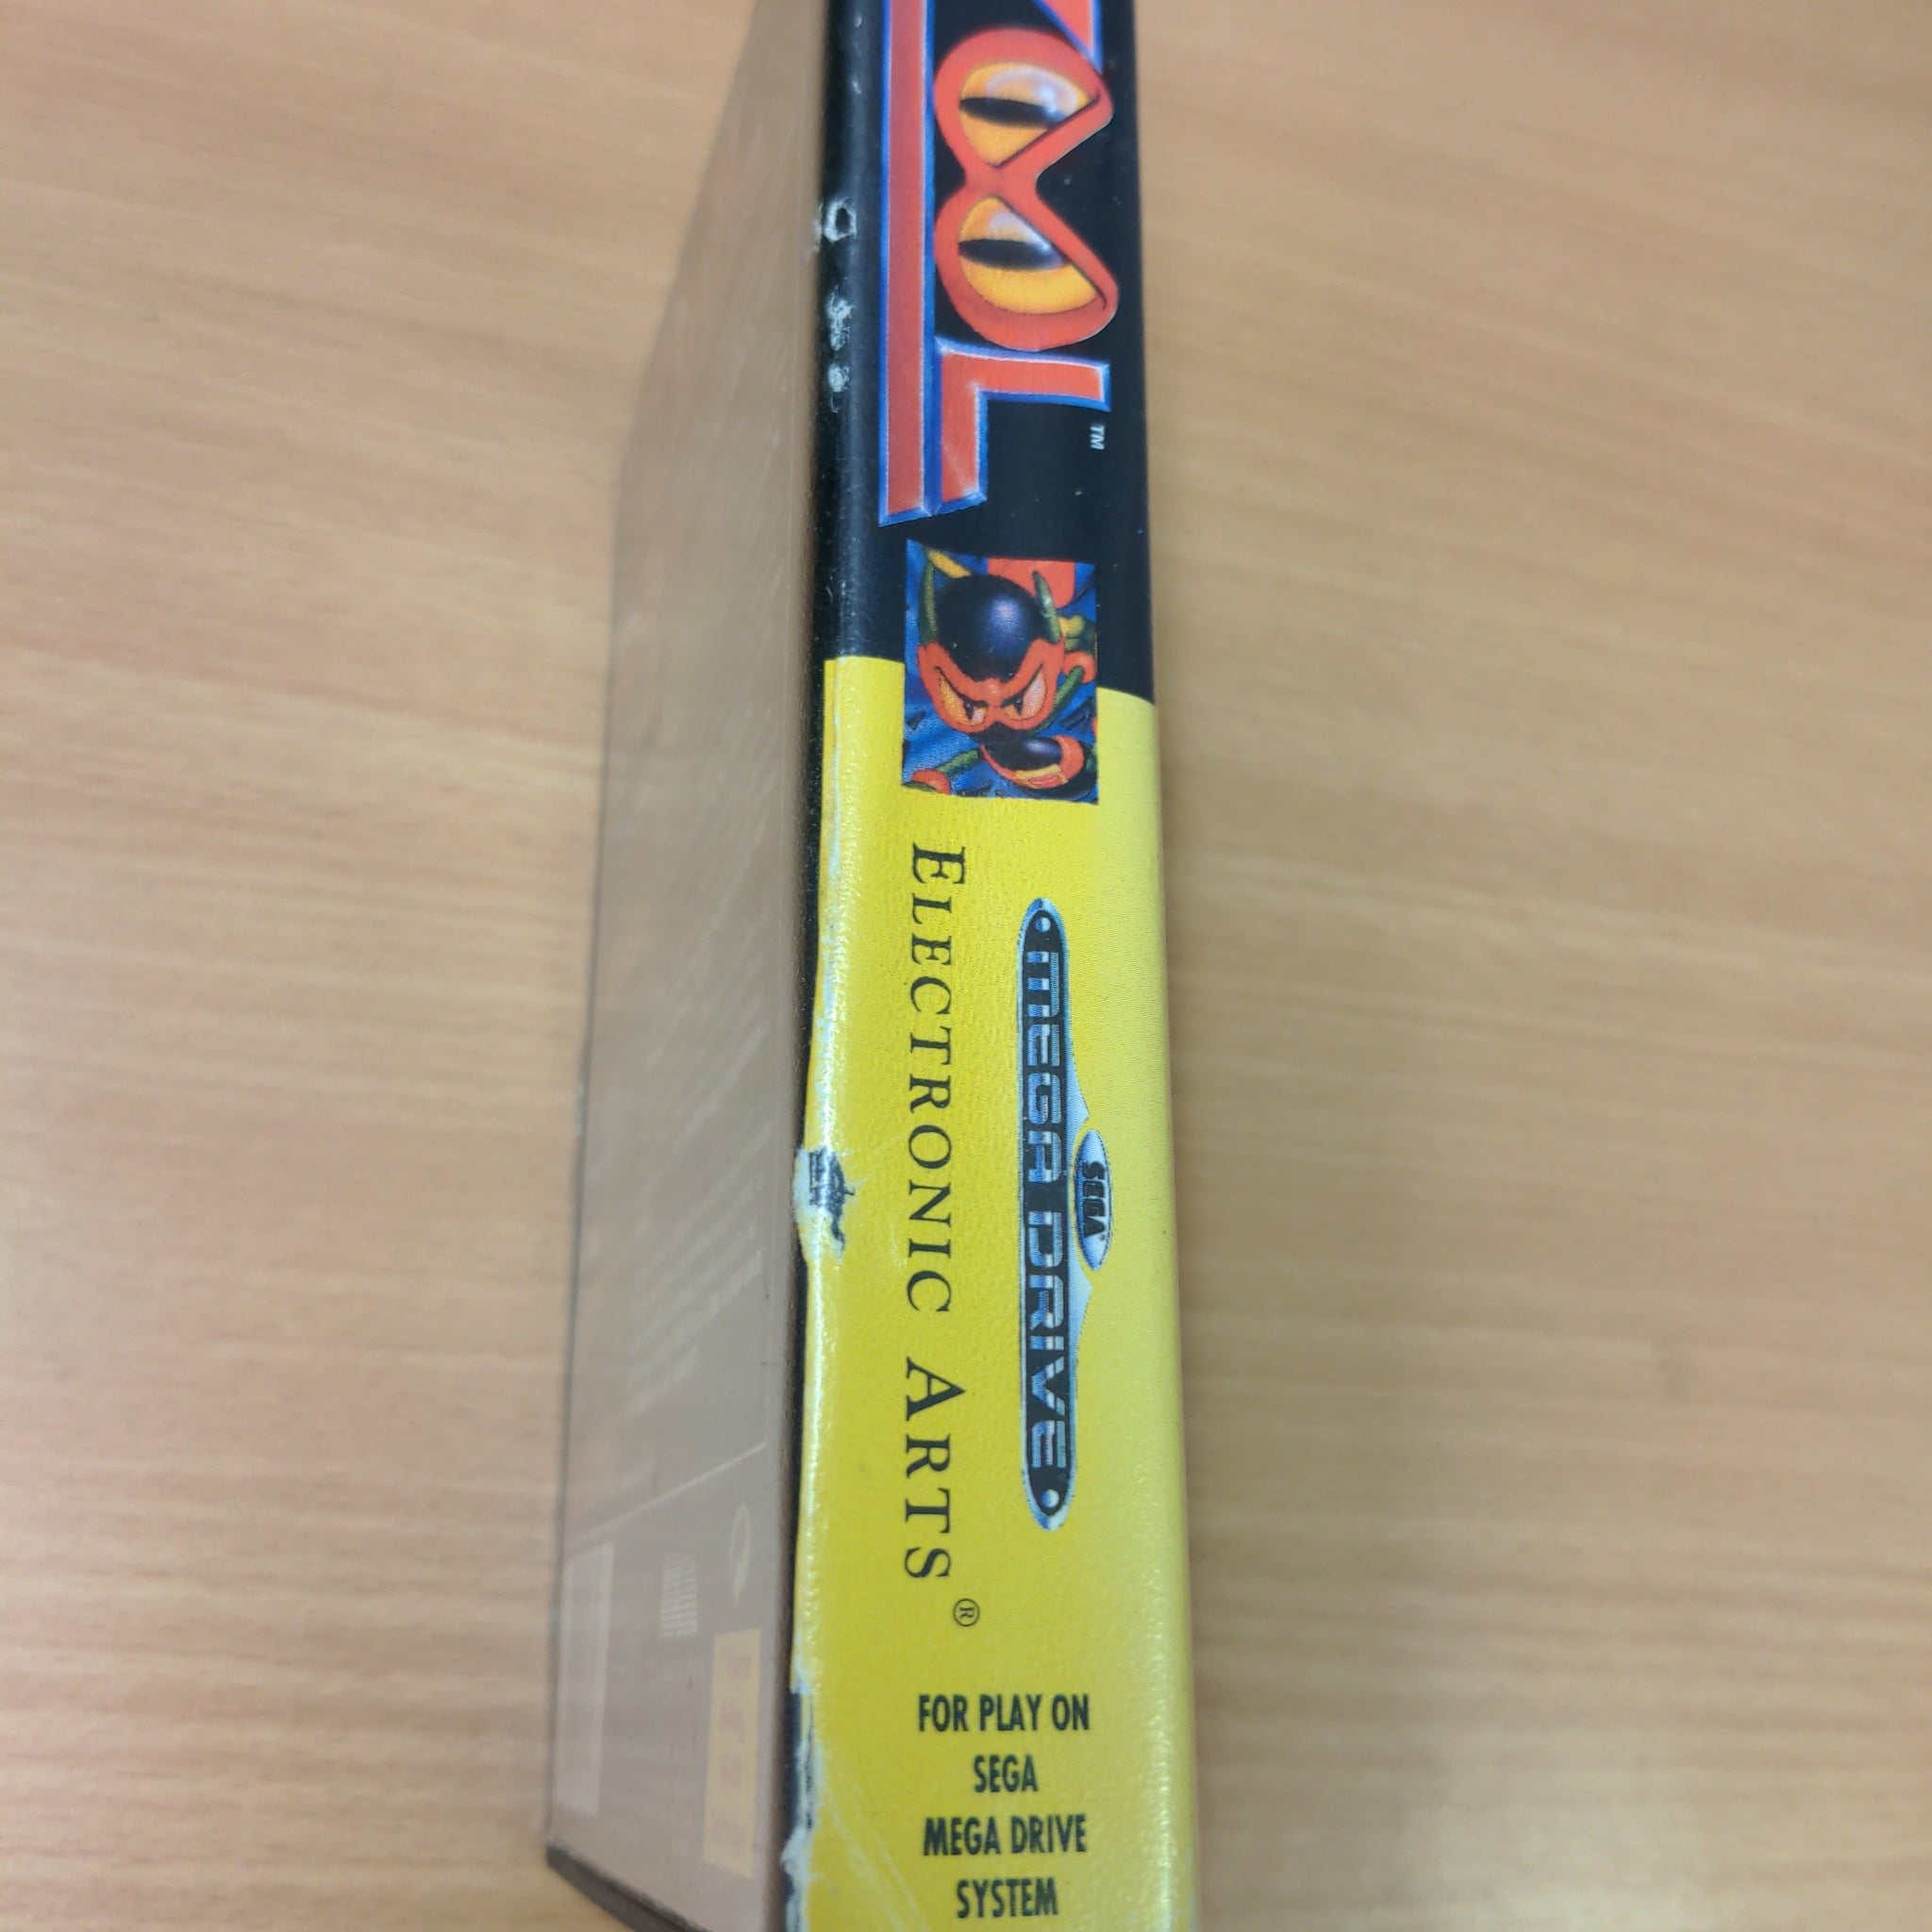 ZOOL
™
ELECTRONIC ARTS®
SEGA
MEGA DRIVE
FOR PLAY ON
SEGA
MEGA DRIVE
SYSTEM